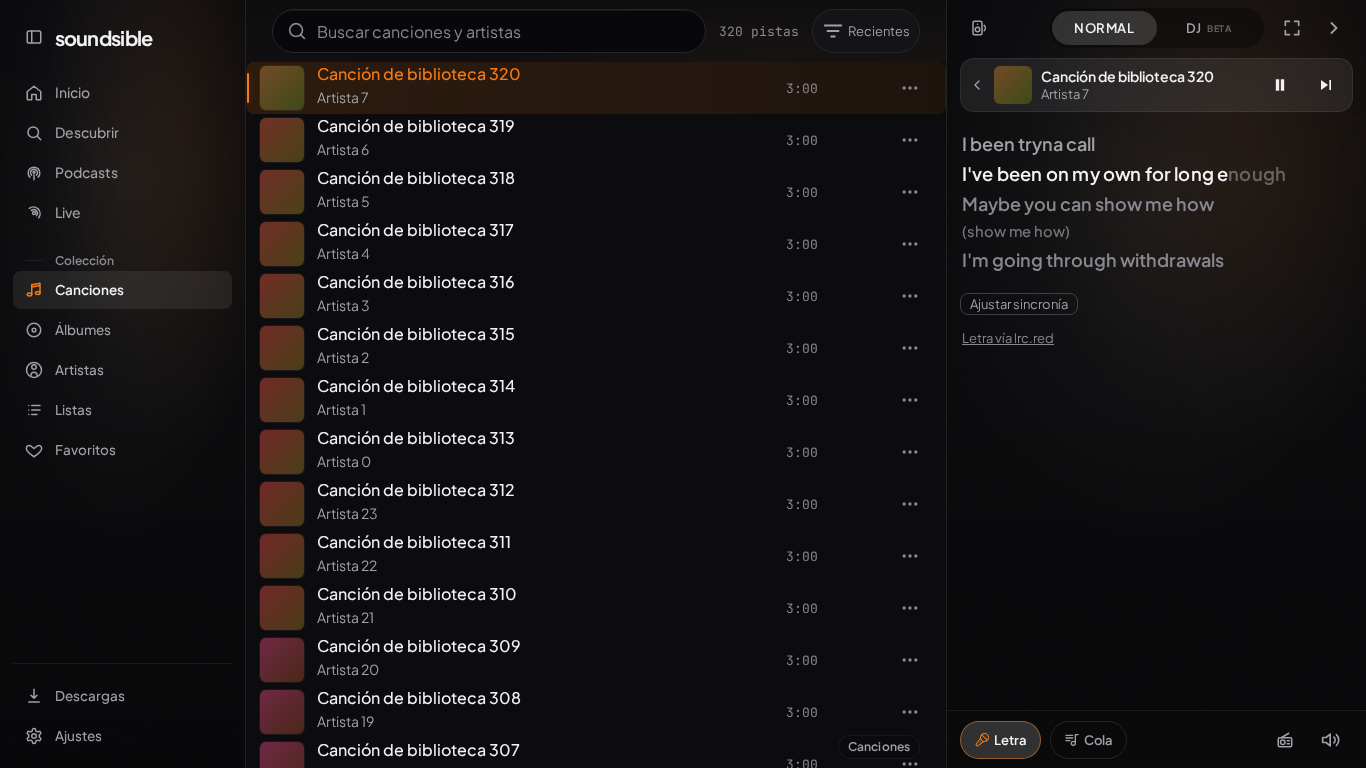 soundsible
Inicio
Descubrir
Podcasts
Live
Colección
Canciones
Álbumes
Artistas
Listas
Favoritos
Descargas
Ajustes
Buscar canciones y artistas
320 pistas
Recientes
Canción de biblioteca 320
Artista 7
3:00
Canción de biblioteca 319
Artista 6
3:00
Canción de biblioteca 318
Artista 5
3:00
Canción de biblioteca 317
Artista 4
3:00
Canción de biblioteca 316
Artista 3
3:00
Canción de biblioteca 315
Artista 2
3:00
Canción de biblioteca 314
Artista 1
3:00
Canción de biblioteca 313
Artista 0
3:00
Canción de biblioteca 312
Artista 23
3:00
Canción de biblioteca 311
Artista 22
3:00
Canción de biblioteca 310
Artista 21
3:00
Canción de biblioteca 309
Artista 20
3:00
Canción de biblioteca 308
Artista 19
3:00
Canción de biblioteca 307
3:00
Canciones
NORMAL
DJ BETA
Canción de biblioteca 320
Artista 7
I been tryna call
I've been on my own for long enough
Maybe you can show me how
(show me how)
I'm going through withdrawals
Ajustar sincronía
Letra vía lrc.red
Letra
Cola